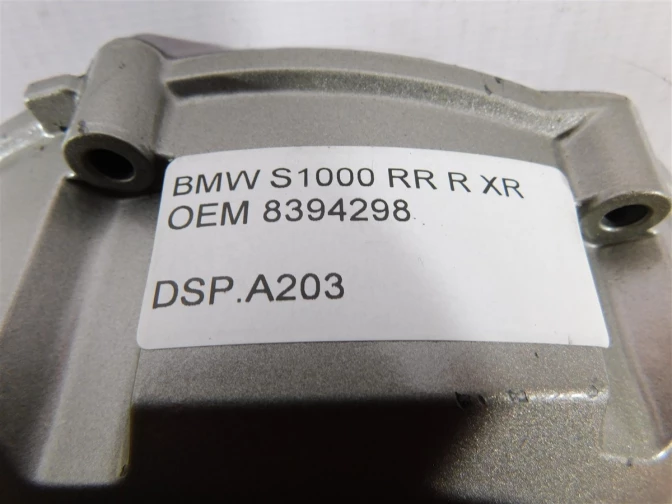 BMW S1000 RR R XR
OEM 8394298
DSP.A203